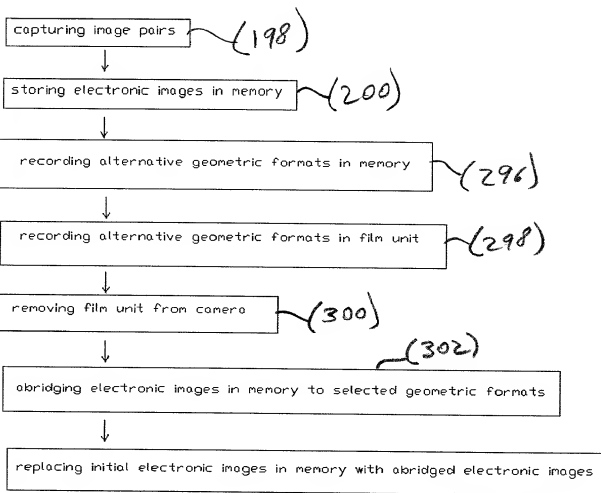 capturing image pairs (198)
storing electronic images in memory (200)
recording alternative geometric formats in memory (296)
recording alternative geometric formats in film unit (298)
removing film unit from camera (300)
(302)
abridging electronic images in memory to selected geometric formats
replacing initial electronic images in memory with abridged electronic images